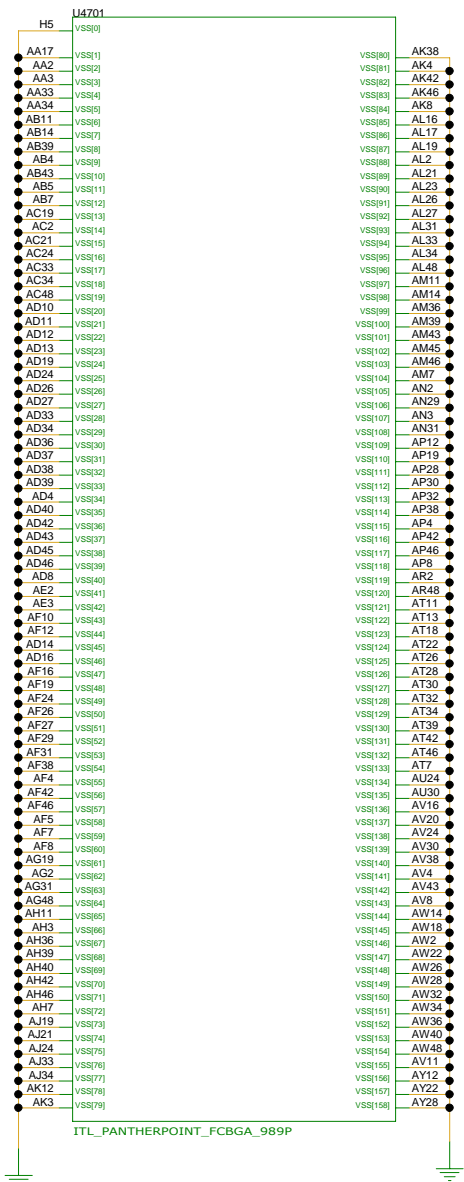 U4701
H5 VSS[0]
AA17 VSS[1] VSS[80] AK38
AA2 VSS[2] VSS[81] AK4
AA3 VSS[3] VSS[82] AK42
AA33 VSS[4] VSS[83] AK46
AA34 VSS[5] VSS[84] AK8
AB11 VSS[6] VSS[85] AL16
AB14 VSS[7] VSS[86] AL17
AB39 VSS[8] VSS[87] AL19
AB4 VSS[9] VSS[88] AL2
AB43 VSS[10] VSS[89] AL21
AB5 VSS[11] VSS[90] AL23
AB7 VSS[12] VSS[91] AL26
AC19 VSS[13] VSS[92] AL27
AC2 VSS[14] VSS[93] AL31
AC21 VSS[15] VSS[94] AL33
AC24 VSS[16] VSS[95] AL34
AC33 VSS[17] VSS[96] AL48
AC34 VSS[18] VSS[97] AM11
AC48 VSS[19] VSS[98] AM14
AD10 VSS[20] VSS[99] AM36
AD11 VSS[21] VSS[100] AM39
AD12 VSS[22] VSS[101] AM43
AD13 VSS[23] VSS[102] AM45
AD19 VSS[24] VSS[103] AM46
AD24 VSS[25] VSS[104] AM7
AD26 VSS[26] VSS[105] AN2
AD27 VSS[27] VSS[106] AN29
AD33 VSS[28] VSS[107] AN3
AD34 VSS[29] VSS[108] AN31
AD36 VSS[30] VSS[109] AP12
AD37 VSS[31] VSS[110] AP19
AD38 VSS[32] VSS[111] AP28
AD39 VSS[33] VSS[112] AP30
AD4 VSS[34] VSS[113] AP32
AD40 VSS[35] VSS[114] AP38
AD42 VSS[36] VSS[115] AP4
AD43 VSS[37] VSS[116] AP42
AD45 VSS[38] VSS[117] AP46
AD46 VSS[39] VSS[118] AP8
AD8 VSS[40] VSS[119] AR2
AE2 VSS[41] VSS[120] AR48
AE3 VSS[42] VSS[121] AT11
AF10 VSS[43] VSS[122] AT13
AF12 VSS[44] VSS[123] AT18
AD14 VSS[45] VSS[124] AT22
AD16 VSS[46] VSS[125] AT26
AF16 VSS[47] VSS[126] AT28
AF19 VSS[48] VSS[127] AT30
AF24 VSS[49] VSS[128] AT32
AF26 VSS[50] VSS[129] AT34
AF27 VSS[51] VSS[130] AT39
AF29 VSS[52] VSS[131] AT42
AF31 VSS[53] VSS[132] AT46
AF38 VSS[54] VSS[133] AT7
AF4 VSS[55] VSS[134] AU24
AF42 VSS[56] VSS[135] AU30
AF46 VSS[57] VSS[136] AV16
AF5 VSS[58] VSS[137] AV20
AF7 VSS[59] VSS[138] AV24
AF8 VSS[60] VSS[139] AV30
AG19 VSS[61] VSS[140] AV38
AG2 VSS[62] VSS[141] AV4
AG31 VSS[63] VSS[142] AV43
AG48 VSS[64] VSS[143] AV8
AH11 VSS[65] VSS[144] AW14
AH3 VSS[66] VSS[145] AW18
AH36 VSS[67] VSS[146] AW2
AH39 VSS[68] VSS[147] AW22
AH40 VSS[69] VSS[148] AW26
AH42 VSS[70] VSS[149] AW28
AH46 VSS[71] VSS[150] AW32
AH7 VSS[72] VSS[151] AW34
AJ19 VSS[73] VSS[152] AW36
AJ21 VSS[74] VSS[153] AW40
AJ24 VSS[75] VSS[154] AW48
AJ33 VSS[76] VSS[155] AV11
AJ34 VSS[77] VSS[156] AY12
AK12 VSS[78] VSS[157] AY22
AK3 VSS[79] VSS[158] AY28
ITL_PANTHERPOINT_FCBGA_989P